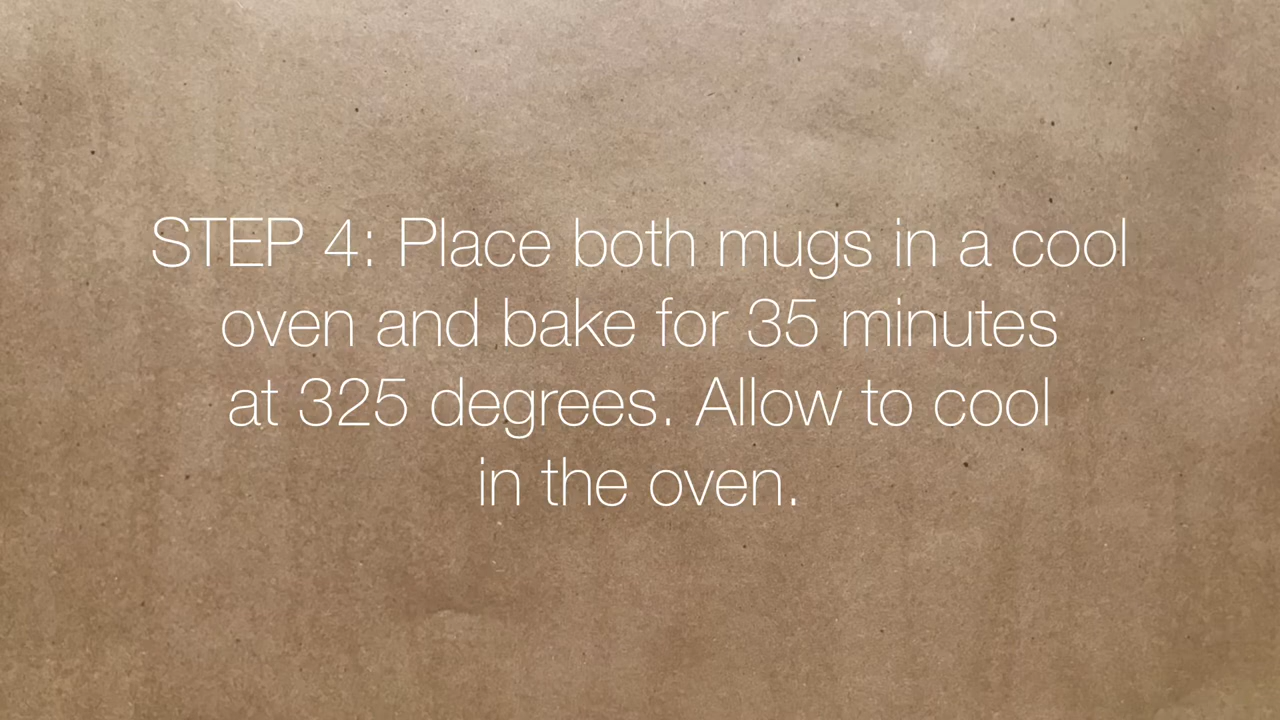 STEP 4: Place both mugs in a cool
oven and bake for 35 minutes
at 325 degrees. Allow to cool
in the oven.